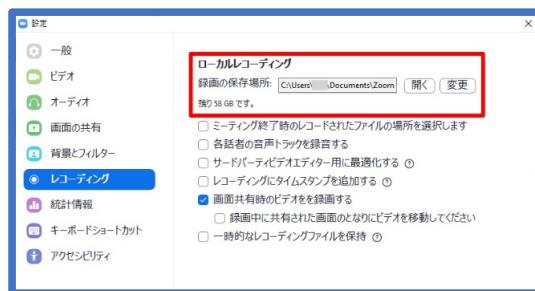 設定
一般
ビデオ
オーディオ
画面の共有
背景とフィルター
レコーディング
統計情報
キーボードショートカット
アクセシビリティ
ローカルレコーディング
録画の保存場所: C:\Users\ \Documents\Zoom 開く 変更
残り 58 GB です。
ミーティング終了時のレコードされたファイルの場所を選択します
各話者の音声トラックを録音する
サードパーティビデオエディター用に最適化する
レコーディングにタイムスタンプを追加する
画面共有時のビデオをを録画する
録画中に共有された画面のとなりにビデオを移動してください
一時的なレコーディングファイルを保持